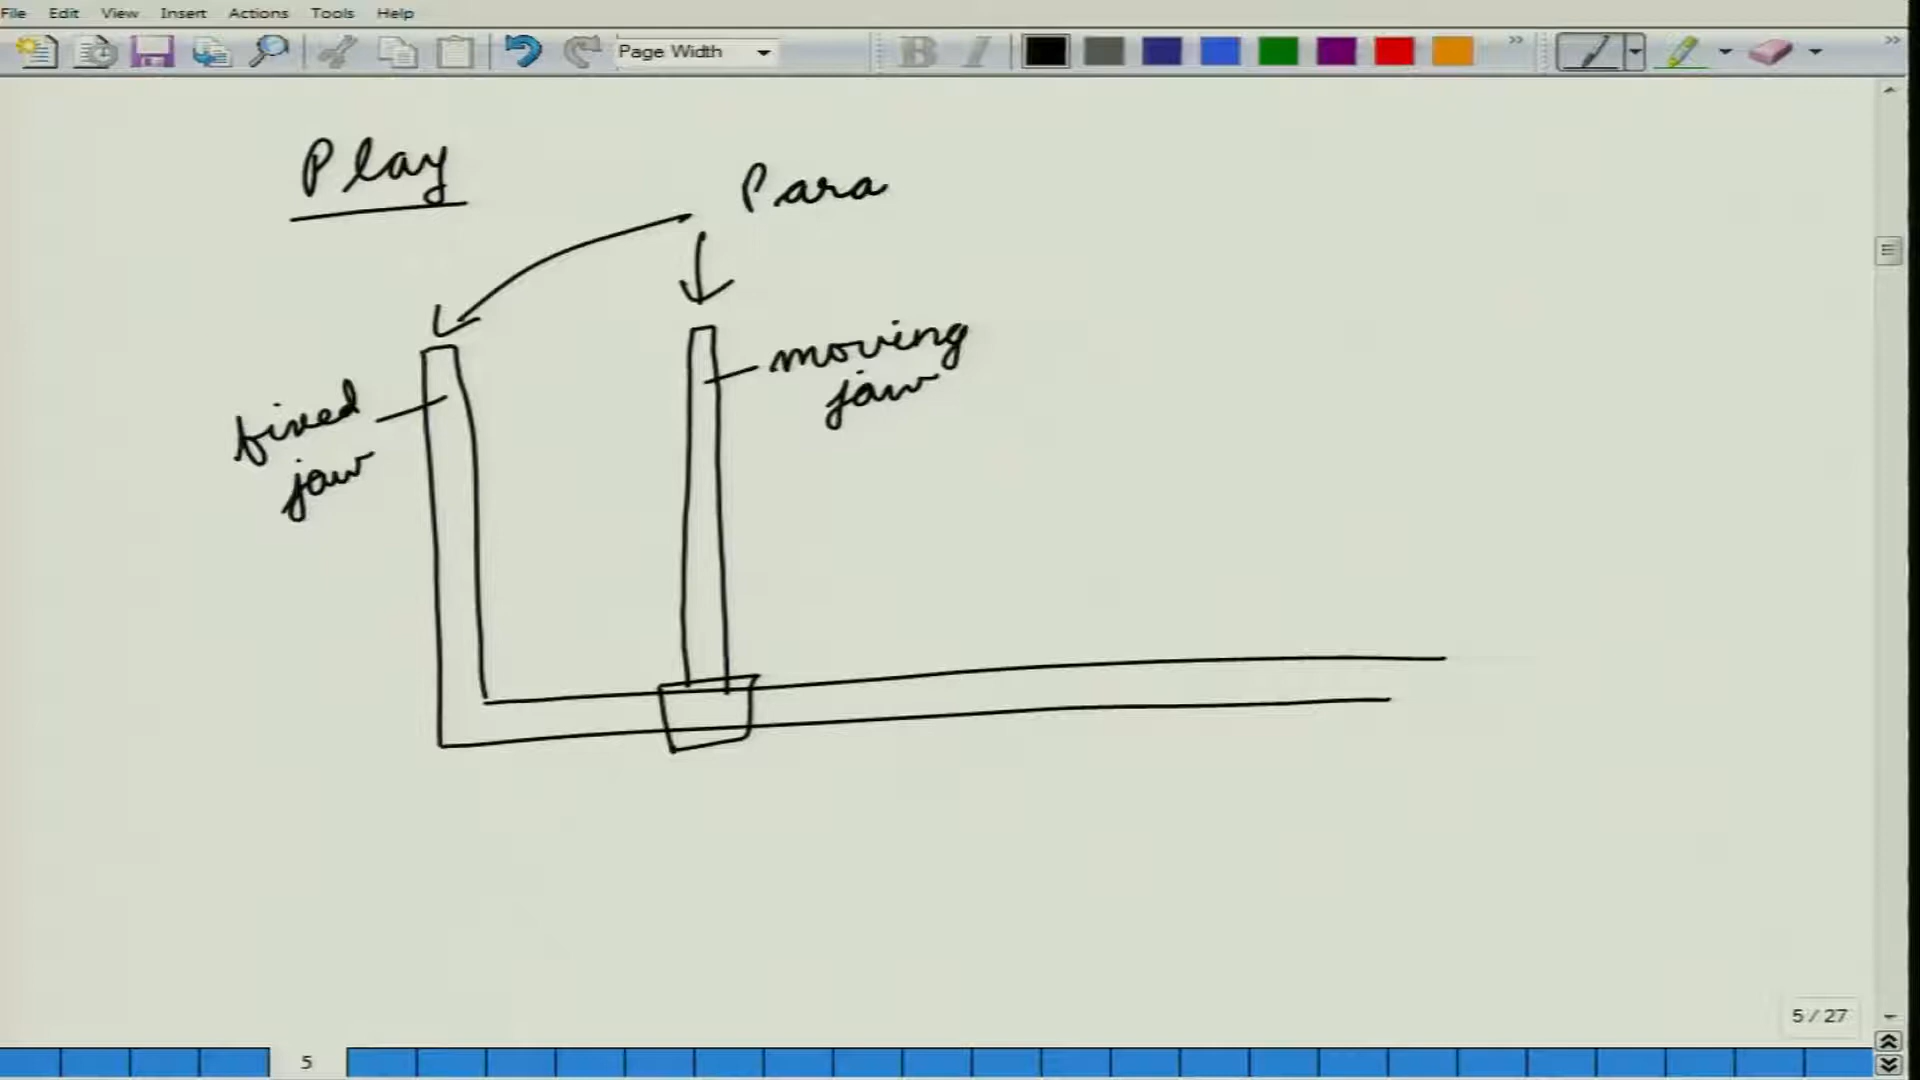 File Edit View Insert Actions Tools Help
Page Width
Play
Para
moving
jaw
fixed
jaw
5 / 27
5